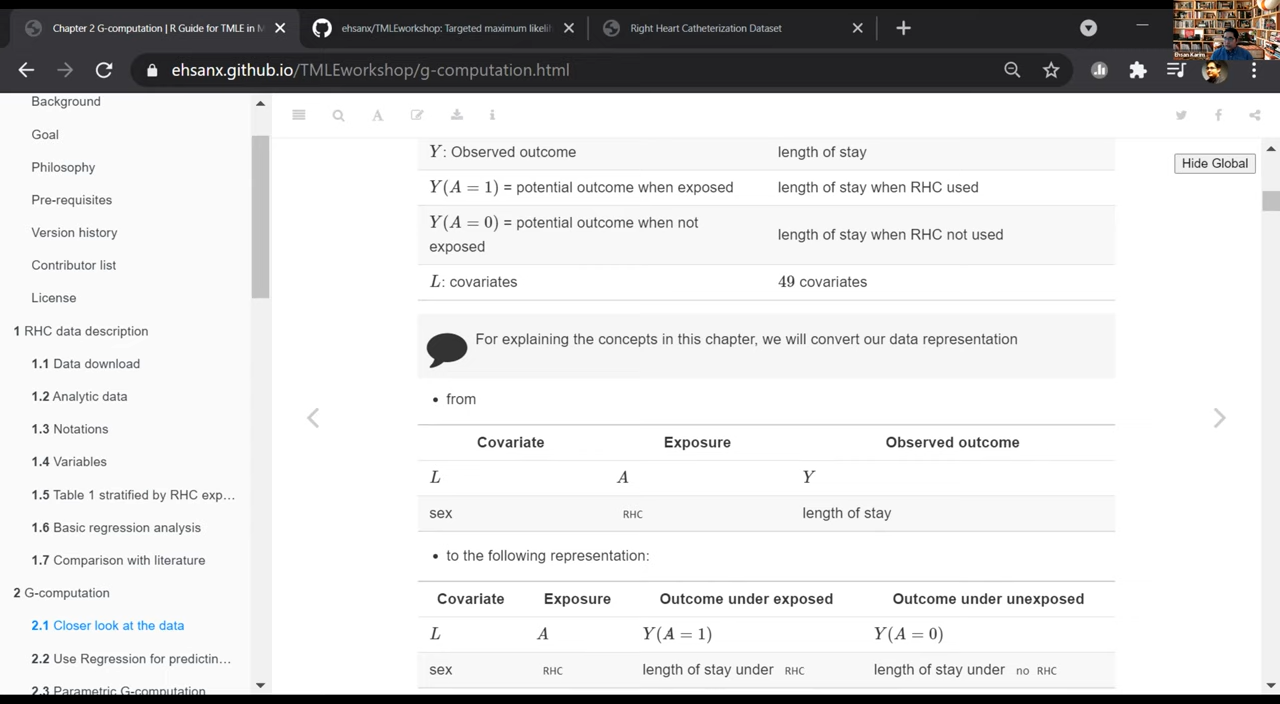 Chapter 2 G-computation | R Guide for TMLE in M
ehsanx/TMLEworkshop: Targeted maximum likeli
Right Heart Catheterization Dataset
Ehsan Karim
ehsanx.github.io/TMLEworkshop/g-computation.html
Background
Goal
Philosophy
Pre-requisites
Version history
Contributor list
License
1 RHC data description
1.1 Data download
1.2 Analytic data
1.3 Notations
1.4 Variables
1.5 Table 1 stratified by RHC exp…
1.6 Basic regression analysis
1.7 Comparison with literature
2 G-computation
2.1 Closer look at the data
2.2 Use Regression for predictin…
2.3 Parametric G-computation
Hide Global
Y: Observed outcome length of stay
Y(A = 1) = potential outcome when exposed length of stay when RHC used
Y(A = 0) = potential outcome when not
exposed length of stay when RHC not used
L: covariates 49 covariates
For explaining the concepts in this chapter, we will convert our data representation
• from
Covariate Exposure Observed outcome
L A Y
sex RHC length of stay
• to the following representation:
Covariate Exposure Outcome under exposed Outcome under unexposed
L A Y(A = 1) Y(A = 0)
sex RHC length of stay under RHC length of stay under no RHC